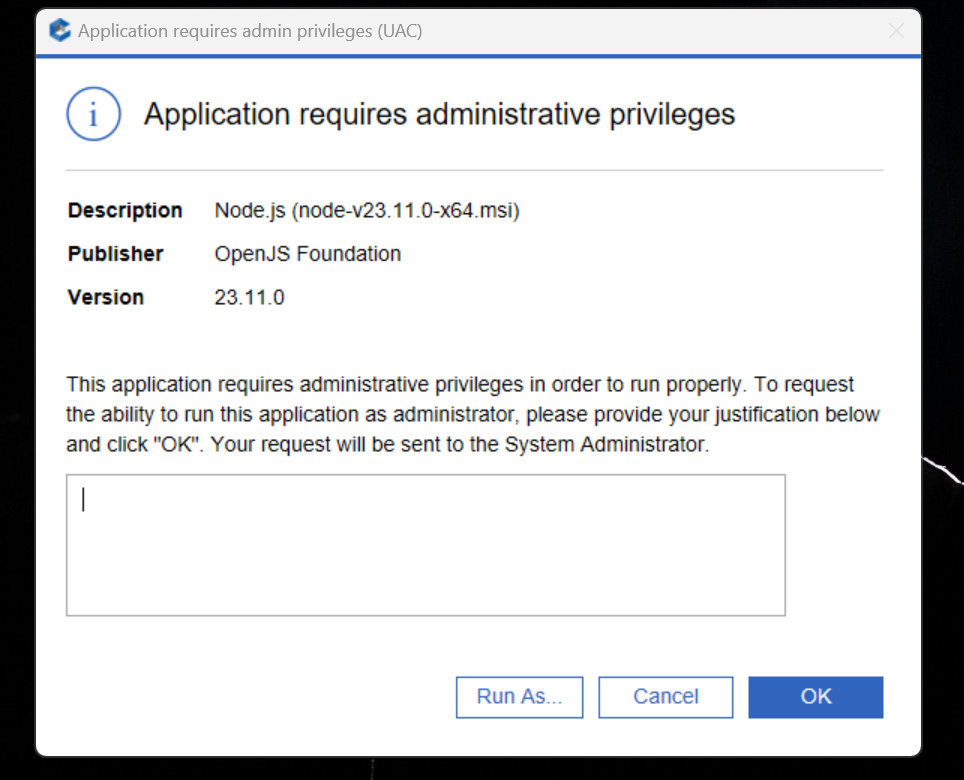 Application requires admin privileges (UAC)
i
Application requires administrative privileges
Description Node.js (node-v23.11.0-x64.msi)
Publisher OpenJS Foundation
Version 23.11.0
This application requires administrative privileges in order to run properly. To request
the ability to run this application as administrator, please provide your justification below
and click "OK". Your request will be sent to the System Administrator.
Run As... Cancel OK